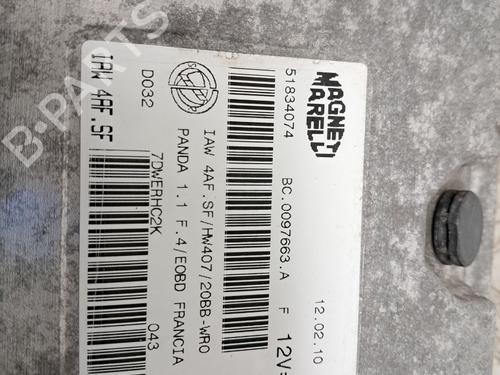 MAGNETI
MARELLI
12.02.10
51834074 BC.0097663.A F 12V=
IAW 4AF.SF/HW407/20BB-WR0
PANDA 1.1 F.4/EOBD FRANCIA
D032 7DWERHC2K 043
IAW 4AF.SF
B-PARTS